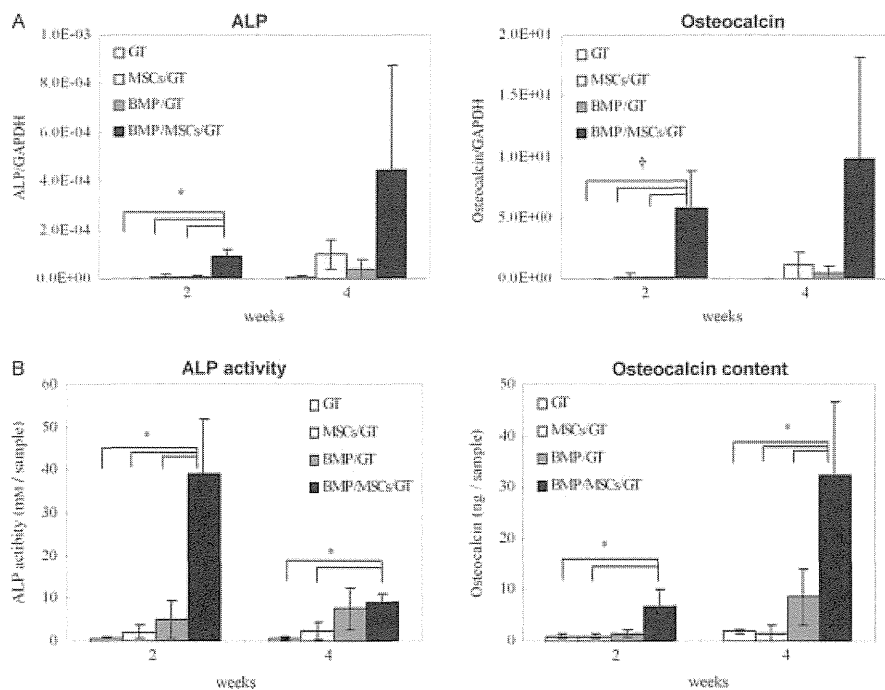 A
ALP
1.0E-03
8.0E-04
6.0E-04
4.0E-04
2.0E-04
0.0E+00
ALP/GAPDH
GT
MSCs/GT
BMP/GT
BMP/MSCs/GT
*
2
4
weeks
Osteocalcin
2.0E+01
1.5E+01
1.0E+01
5.0E+00
0.0E+00
Osteocalcin/GAPDH
GT
MSCs/GT
BMP/GT
BMP/MSCs/GT
†
2
4
weeks
B
ALP activity
60
50
40
30
20
10
0
ALP actibity (mM / sample)
GT
MSCs/GT
BMP/GT
BMP/MSCs/GT
*
*
2
4
weeks
Osteocalcin content
50
40
30
20
10
0
Osteocalcin (ng / sample)
GT
MSCs/GT
BMP/GT
BMP/MSCs/GT
*
*
2
4
weeks